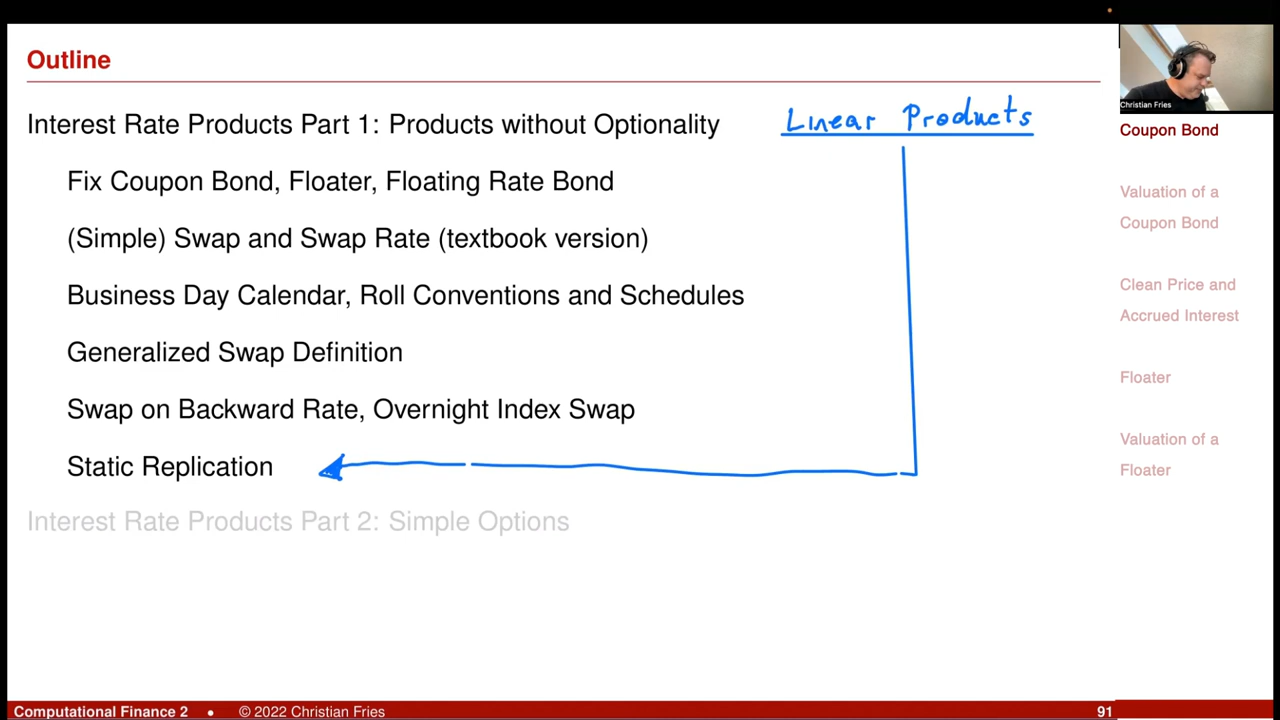 Outline
Interest Rate Products Part 1: Products without Optionality
Linear Products
Fix Coupon Bond, Floater, Floating Rate Bond
(Simple) Swap and Swap Rate (textbook version)
Business Day Calendar, Roll Conventions and Schedules
Generalized Swap Definition
Swap on Backward Rate, Overnight Index Swap
Static Replication
Interest Rate Products Part 2: Simple Options
Christian Fries
Coupon Bond
Valuation of a
Coupon Bond
Clean Price and
Accrued Interest
Floater
Valuation of a
Floater
Computational Finance 2 • © 2022 Christian Fries
91